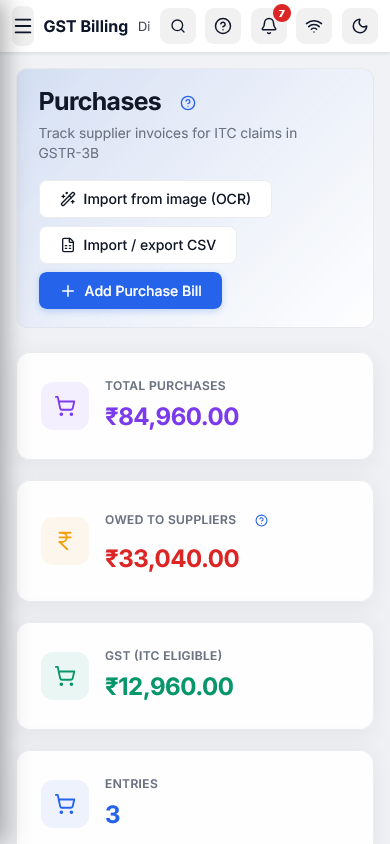 GST Billing Di
7
Purchases
Track supplier invoices for ITC claims in
GSTR-3B
Import from image (OCR)
Import / export CSV
Add Purchase Bill
TOTAL PURCHASES
₹84,960.00
₹
OWED TO SUPPLIERS
₹33,040.00
GST (ITC ELIGIBLE)
₹12,960.00
ENTRIES
3